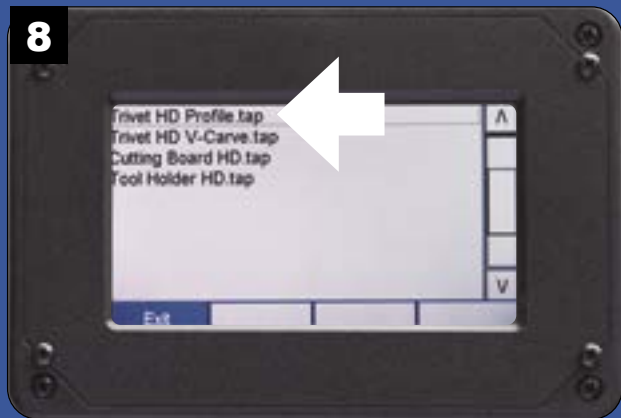 8
Trivet HD Profile.tap
Trivet HD V-Carve.tap
Cutting Board HD.tap
Tool Holder HD.tap
Λ
V
Exit